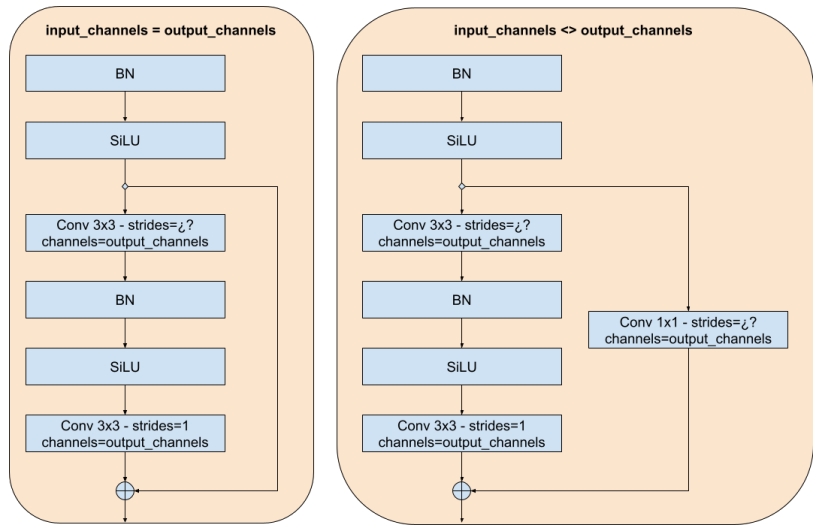 input_channels = output_channels
BN
SiLU
Conv 3x3 - strides=¿?
channels=output_channels
BN
SiLU
Conv 3x3 - strides=1
channels=output_channels
input_channels <> output_channels
BN
SiLU
Conv 3x3 - strides=¿?
channels=output_channels
BN
SiLU
Conv 3x3 - strides=1
channels=output_channels
Conv 1x1 - strides=¿?
channels=output_channels